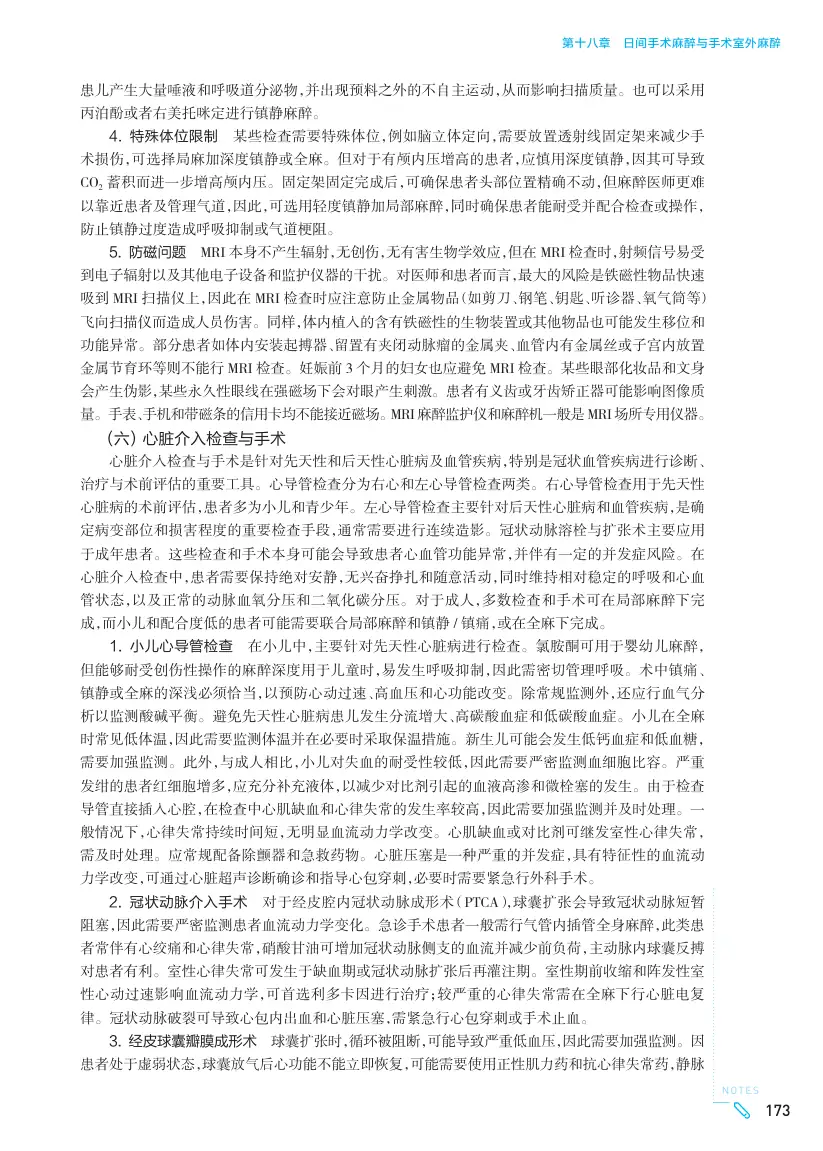 第十八章 日间手术麻醉与手术室外麻醉
患儿产生大量唾液和呼吸道分泌物,并出现预料之外的不自主运动,从而影响扫描质量。也可以采用
丙泊酚或者右美托咪定进行镇静麻醉。
4. 特殊体位限制 某些检查需要特殊体位,例如脑立体定向,需要放置透射线固定架来减少手
术损伤,可选择局麻加深度镇静或全麻。但对于有颅内压增高的患者,应慎用深度镇静,因其可导致
CO₂ 蓄积而进一步增高颅内压。固定架固定完成后,可确保患者头部位置精确不动,但麻醉医师更难
以靠近患者及管理气道,因此,可选用轻度镇静加局部麻醉,同时确保患者能耐受并配合检查或操作,
防止镇静过度造成呼吸抑制或气道梗阻。
5. 防磁问题 MRI 本身不产生辐射,无创伤,无有害生物学效应,但在 MRI 检查时,射频信号易受
到电子辐射以及其他电子设备和监护仪器的干扰。对医师和患者而言,最大的风险是铁磁性物品快速
吸到 MRI 扫描仪上,因此在 MRI 检查时应注意防止金属物品(如剪刀、钢笔、钥匙、听诊器、氧气筒等)
飞向扫描仪而造成人员伤害。同样,体内植入的含有铁磁性的生物装置或其他物品也可能发生移位和
功能异常。部分患者如体内安装起搏器、留置有夹闭动脉瘤的金属夹、血管内有金属丝或子宫内放置
金属节育环等则不能行 MRI 检查。妊娠前 3 个月的妇女也应避免 MRI 检查。某些眼部化妆品和文身
会产生伪影,某些永久性眼线在强磁场下会对眼产生刺激。患者有义齿或牙齿矫正器可能影响图像质
量。手表、手机和带磁条的信用卡均不能接近磁场。MRI 麻醉监护仪和麻醉机一般是 MRI 场所专用仪器。
(六)心脏介入检查与手术
心脏介入检查与手术是针对先天性和后天性心脏病及血管疾病,特别是冠状血管疾病进行诊断、
治疗与术前评估的重要工具。心导管检查分为右心和左心导管检查两类。右心导管检查用于先天性
心脏病的术前评估,患者多为小儿和青少年。左心导管检查主要针对后天性心脏病和血管疾病,是确
定病变部位和损害程度的重要检查手段,通常需要进行连续造影。冠状动脉溶栓与扩张术主要应用
于成年患者。这些检查和手术本身可能会导致患者心血管功能异常,并伴有一定的并发症风险。在
心脏介入检查中,患者需要保持绝对安静,无兴奋挣扎和随意活动,同时维持相对稳定的呼吸和心血
管状态,以及正常的动脉血氧分压和二氧化碳分压。对于成人,多数检查和手术可在局部麻醉下完
成,而小儿和配合度低的患者可能需要联合局部麻醉和镇静 / 镇痛,或在全麻下完成。
1. 小儿心导管检查 在小儿中,主要针对先天性心脏病进行检查。氯胺酮可用于婴幼儿麻醉,
但能够耐受创伤性操作的麻醉深度用于儿童时,易发生呼吸抑制,因此需密切管理呼吸。术中镇痛、
镇静或全麻的深浅必须恰当,以预防心动过速、高血压和心功能改变。除常规监测外,还应行血气分
析以监测酸碱平衡。避免先天性心脏病患儿发生分流增大、高碳酸血症和低碳酸血症。小儿在全麻
时常见低体温,因此需要监测体温并在必要时采取保温措施。新生儿可能会发生低钙血症和低血糖,
需要加强监测。此外,与成人相比,小儿对失血的耐受性较低,因此需要严密监测血细胞比容。严重
发绀的患者红细胞增多,应充分补充液体,以减少对比剂引起的血液高渗和微栓塞的发生。由于检查
导管直接插入心腔,在检查中心肌缺血和心律失常的发生率较高,因此需要加强监测并及时处理。一
般情况下,心律失常持续时间短,无明显血流动力学改变。心肌缺血或对比剂可继发室性心律失常,
需及时处理。应常规配备除颤器和急救药物。心脏压塞是一种严重的并发症,具有特征性的血流动
力学改变,可通过心脏超声诊断确诊和指导心包穿刺,必要时需要紧急行外科手术。
2. 冠状动脉介入手术 对于经皮腔内冠状动脉成形术(PTCA),球囊扩张会导致冠状动脉短暂
阻塞,因此需要严密监测患者血流动力学变化。急诊手术患者一般需行气管内插管全身麻醉,此类患
者常伴有心绞痛和心律失常,硝酸甘油可增加冠状动脉侧支的血流并减少前负荷,主动脉内球囊反搏
对患者有利。室性心律失常可发生于缺血期或冠状动脉扩张后再灌注期。室性期前收缩和阵发性室
性心动过速影响血流动力学,可首选利多卡因进行治疗;较严重的心律失常需在全麻下行心脏电复
律。冠状动脉破裂可导致心包内出血和心脏压塞,需紧急行心包穿刺或手术止血。
3. 经皮球囊瓣膜成形术 球囊扩张时,循环被阻断,可能导致严重低血压,因此需要加强监测。因
患者处于虚弱状态,球囊放气后心功能不能立即恢复,可能需要使用正性肌力药和抗心律失常药,静脉
NOTES
173